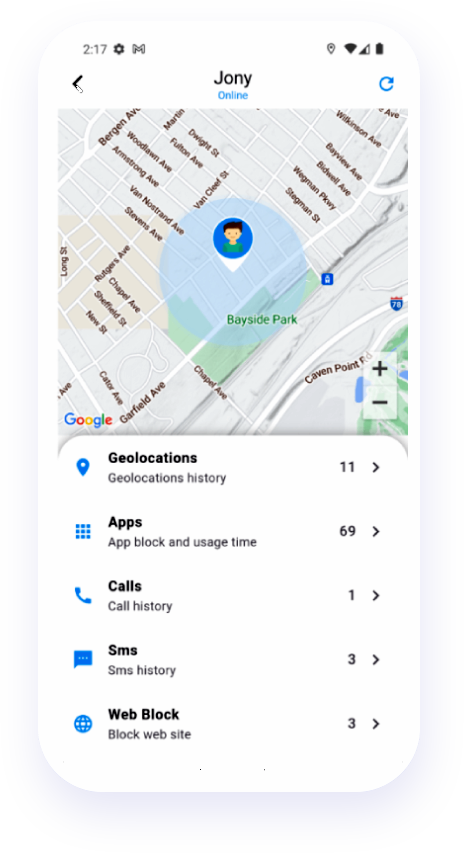 2:17
Jony
Online
Bergen Ave
Martin
Dwight St
Wilkinson Ave
Woodlawn Ave
Fulton Ave
Armstrong Ave
Bayview Ave
Bidwell Ave
Van Cleef St
Wegman Pkwy
Van Nostrand Ave
Stegman St
Stevens Ave
Long St
Rutgers Ave
Chapel Ave
Sheffield St
New St
78
Bayside Park
Caven Point Rd
+
−
Cator Ave
Chapel Ave
Garfield Ave
Ave
Google
Geolocations
11
Geolocations history
Apps
69
App block and usage time
Calls
1
Call history
Sms
3
Sms history
Web Block
3
Block web site